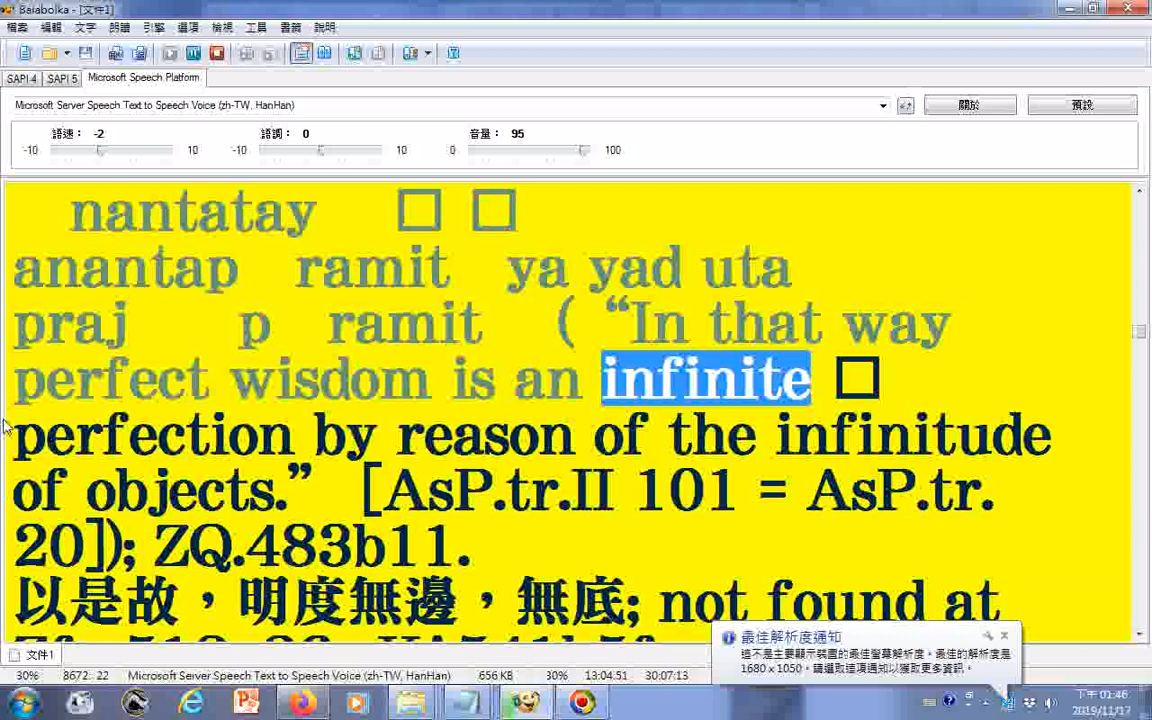 Balabolka - [文件1]
檔案 編輯 文字 朗讀 引擎 選項 檢視 工具 書籤 說明
SAPI 4 SAPI 5 Microsoft Speech Platform
Microsoft Server Speech Text to Speech Voice (zh-TW, HanHan) 關於 預設
語速： -2 語調： 0 音量： 95
-10 10 -10 10 0 100
nantatay □ □
anantap ramit ya yad uta
praj p ramit ( “In that way
perfect wisdom is an infinite □
perfection by reason of the infinitude
of objects.” [AsP.tr.II 101 = AsP.tr.
20]); ZQ.483b11.
以是故，明度無邊，無底; not found at
最佳解析度通知
這不是主要顯示裝置的最佳螢幕解析度。最佳的解析度是
1680 x 1050。請選取這項通知以獲取更多資訊。
文件1
30% 8672: 22 Microsoft Server Speech Text to Speech Voice (zh-TW, HanHan) 656 KB 30% 13:04.51 30:07:13
下午 01:46
2019/11/17